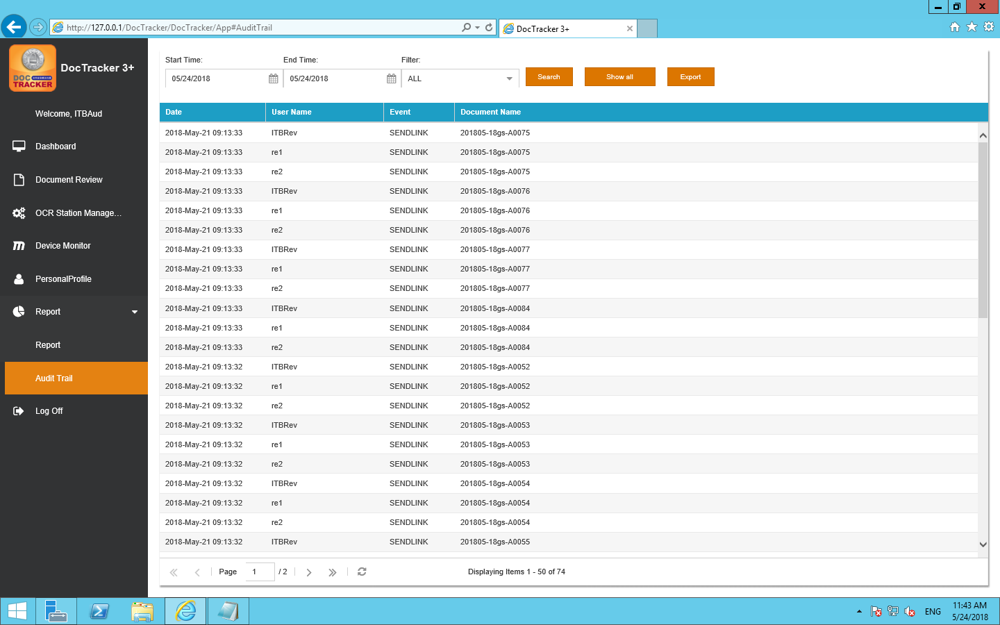 http://127.0.0.1/DocTracker/DocTracker/App#AuditTrail
DocTracker 3+
DOC
TRACKER
DocTracker 3+
Welcome, ITBAud
Dashboard
Document Review
OCR Station Manage...
Device Monitor
PersonalProfile
Report
Report
Audit Trail
Log Off
Start Time: End Time: Filter:
05/24/2018 05/24/2018 ALL Search Show all Export
Date User Name Event Document Name
2018-May-21 09:13:33 ITBRev SENDLINK 201805-18gs-A0075
2018-May-21 09:13:33 re1 SENDLINK 201805-18gs-A0075
2018-May-21 09:13:33 re2 SENDLINK 201805-18gs-A0075
2018-May-21 09:13:33 ITBRev SENDLINK 201805-18gs-A0076
2018-May-21 09:13:33 re1 SENDLINK 201805-18gs-A0076
2018-May-21 09:13:33 re2 SENDLINK 201805-18gs-A0076
2018-May-21 09:13:33 ITBRev SENDLINK 201805-18gs-A0077
2018-May-21 09:13:33 re1 SENDLINK 201805-18gs-A0077
2018-May-21 09:13:33 re2 SENDLINK 201805-18gs-A0077
2018-May-21 09:13:33 ITBRev SENDLINK 201805-18gs-A0084
2018-May-21 09:13:33 re1 SENDLINK 201805-18gs-A0084
2018-May-21 09:13:33 re2 SENDLINK 201805-18gs-A0084
2018-May-21 09:13:32 ITBRev SENDLINK 201805-18gs-A0052
2018-May-21 09:13:32 re1 SENDLINK 201805-18gs-A0052
2018-May-21 09:13:32 re2 SENDLINK 201805-18gs-A0052
2018-May-21 09:13:32 ITBRev SENDLINK 201805-18gs-A0053
2018-May-21 09:13:32 re1 SENDLINK 201805-18gs-A0053
2018-May-21 09:13:32 re2 SENDLINK 201805-18gs-A0053
2018-May-21 09:13:32 ITBRev SENDLINK 201805-18gs-A0054
2018-May-21 09:13:32 re1 SENDLINK 201805-18gs-A0054
2018-May-21 09:13:32 re2 SENDLINK 201805-18gs-A0054
2018-May-21 09:13:32 ITBRev SENDLINK 201805-18gs-A0055
Page 1 / 2 Displaying Items 1 - 50 of 74
ENG 11:43 AM
5/24/2018